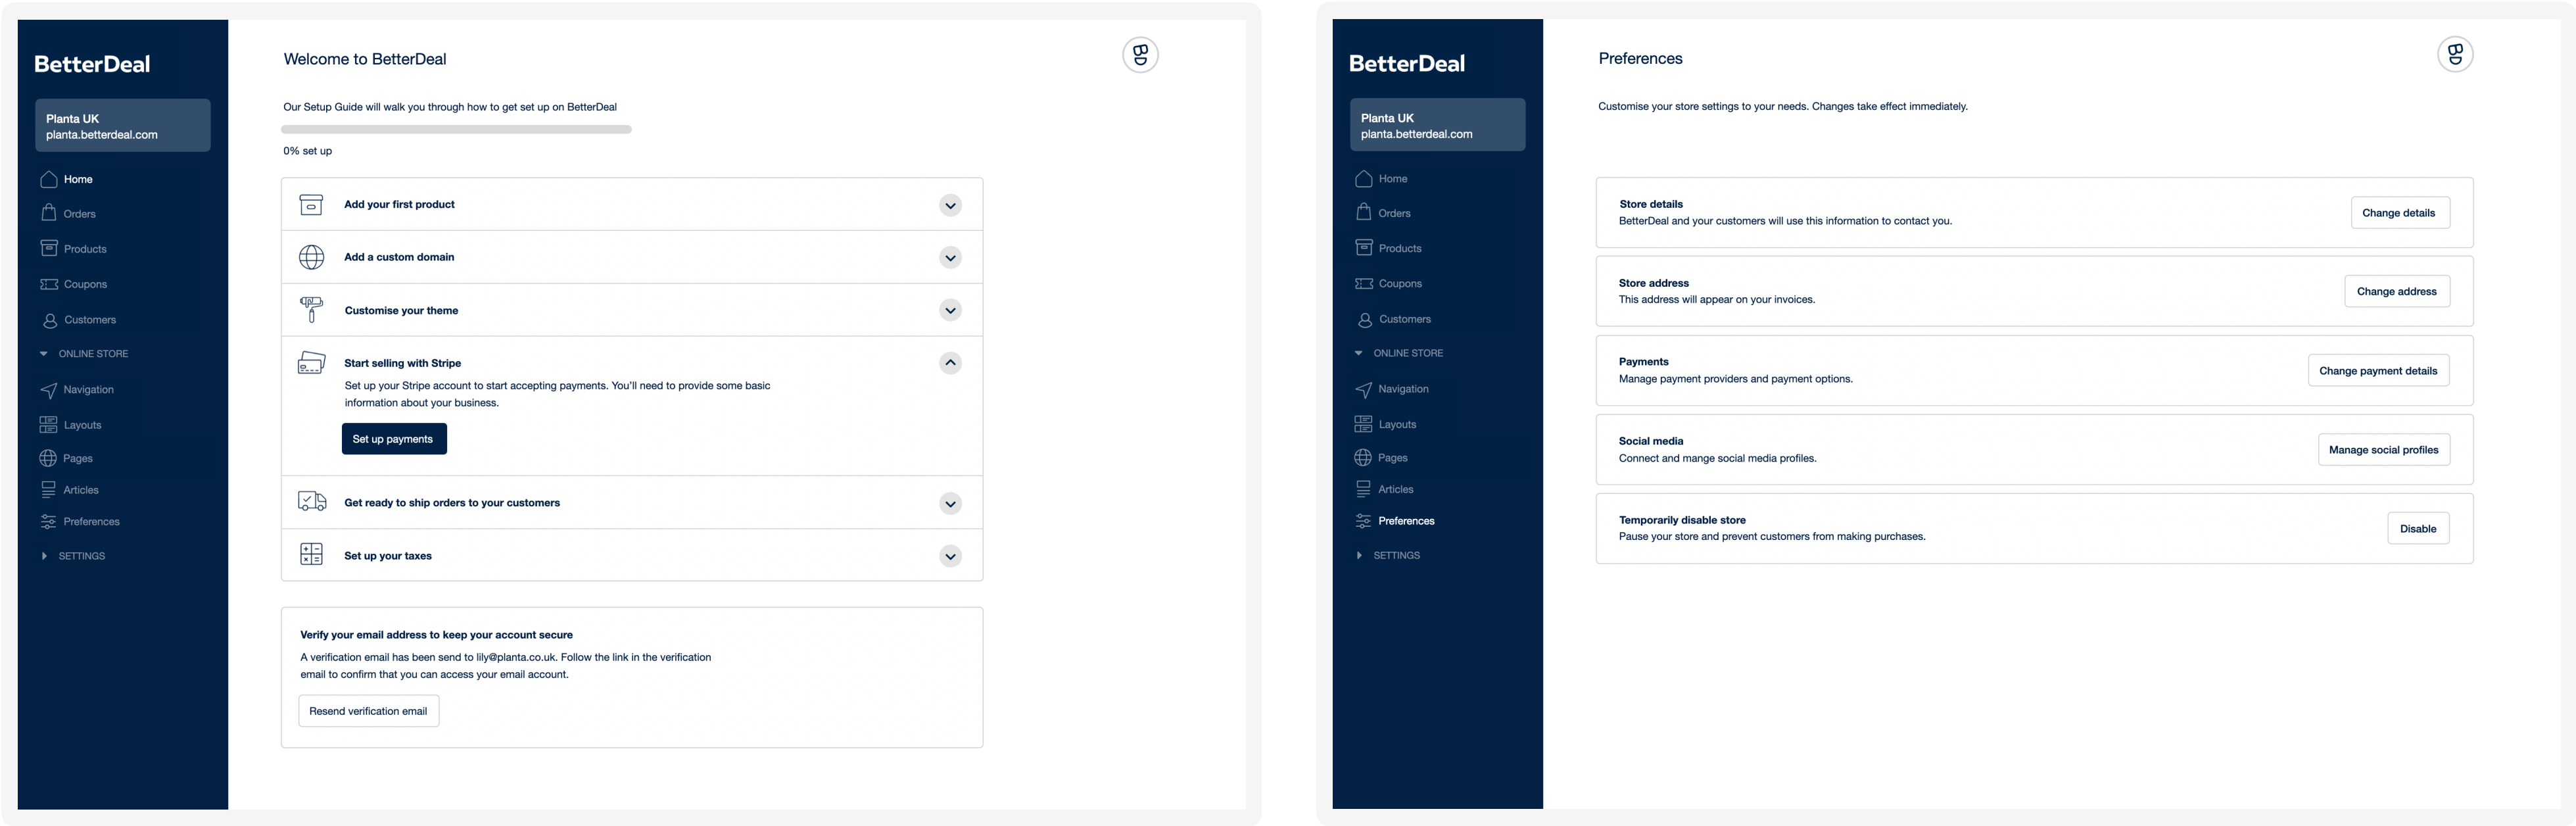 BetterDeal
Planta UK
planta.betterdeal.com
Home
Orders
Products
Coupons
Customers
ONLINE STORE
Navigation
Layouts
Pages
Articles
Preferences
SETTINGS
Welcome to BetterDeal
Our Setup Guide will walk you through how to get set up on BetterDeal
0% set up
Add your first product
Add a custom domain
Customise your theme
Start selling with Stripe
Set up your Stripe account to start accepting payments. You'll need to provide some basic
information about your business.
Set up payments
Get ready to ship orders to your customers
Set up your taxes
Verify your email address to keep your account secure
A verification email has been send to lily@planta.co.uk. Follow the link in the verification
email to confirm that you can access your email account.
Resend verification email
BD
BetterDeal
Planta UK
planta.betterdeal.com
Home
Orders
Products
Coupons
Customers
ONLINE STORE
Navigation
Layouts
Pages
Articles
Preferences
SETTINGS
Preferences
Customise your store settings to your needs. Changes take effect immediately.
Store details
BetterDeal and your customers will use this information to contact you.
Change details
Store address
This address will appear on your invoices.
Change address
Payments
Manage payment providers and payment options.
Change payment details
Social media
Connect and mange social media profiles.
Manage social profiles
Temporarily disable store
Pause your store and prevent customers from making purchases.
Disable
BD